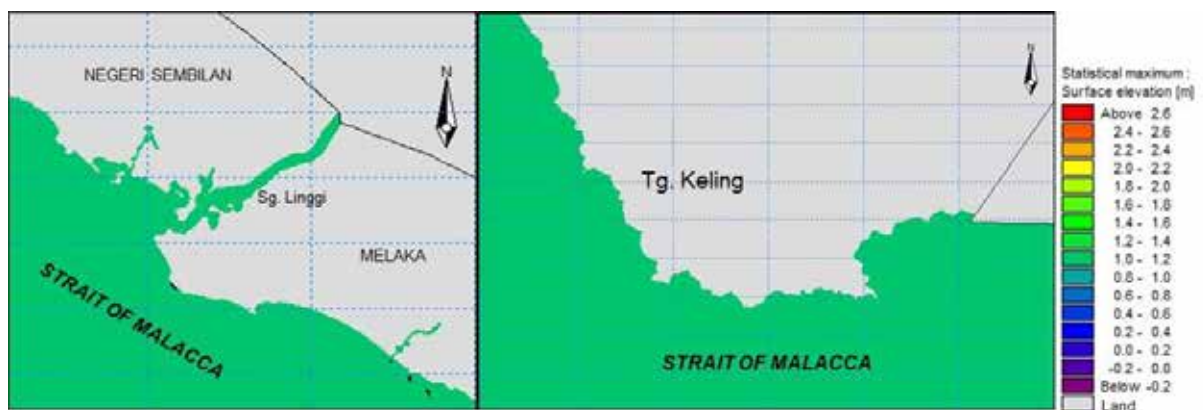 NEGERI SEMBILAN
N
Sg. Linggi
MELAKA
STRAIT OF MALACCA
N
Tg. Keling
STRAIT OF MALACCA
Statistical maximum :
Surface elevation [m]
Above 2.6
2.4 - 2.6
2.2 - 2.4
2.0 - 2.2
1.8 - 2.0
1.6 - 1.8
1.4 - 1.6
1.2 - 1.4
1.0 - 1.2
0.8 - 1.0
0.6 - 0.8
0.4 - 0.6
0.2 - 0.4
0.0 - 0.2
-0.2 - 0.0
Below -0.2
Land